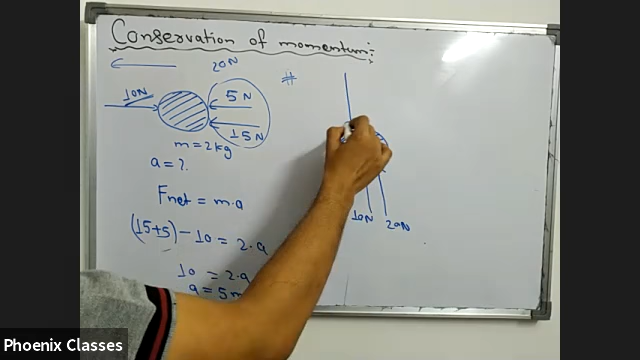 Conservation of momentum:
20N
#
10N
5N
15N
m = 2kg
a = ?
Fnet = m.a
(15+5) - 10 = 2.a
10 = 2.a
a = 5m
10N
20N
Phoenix Classes